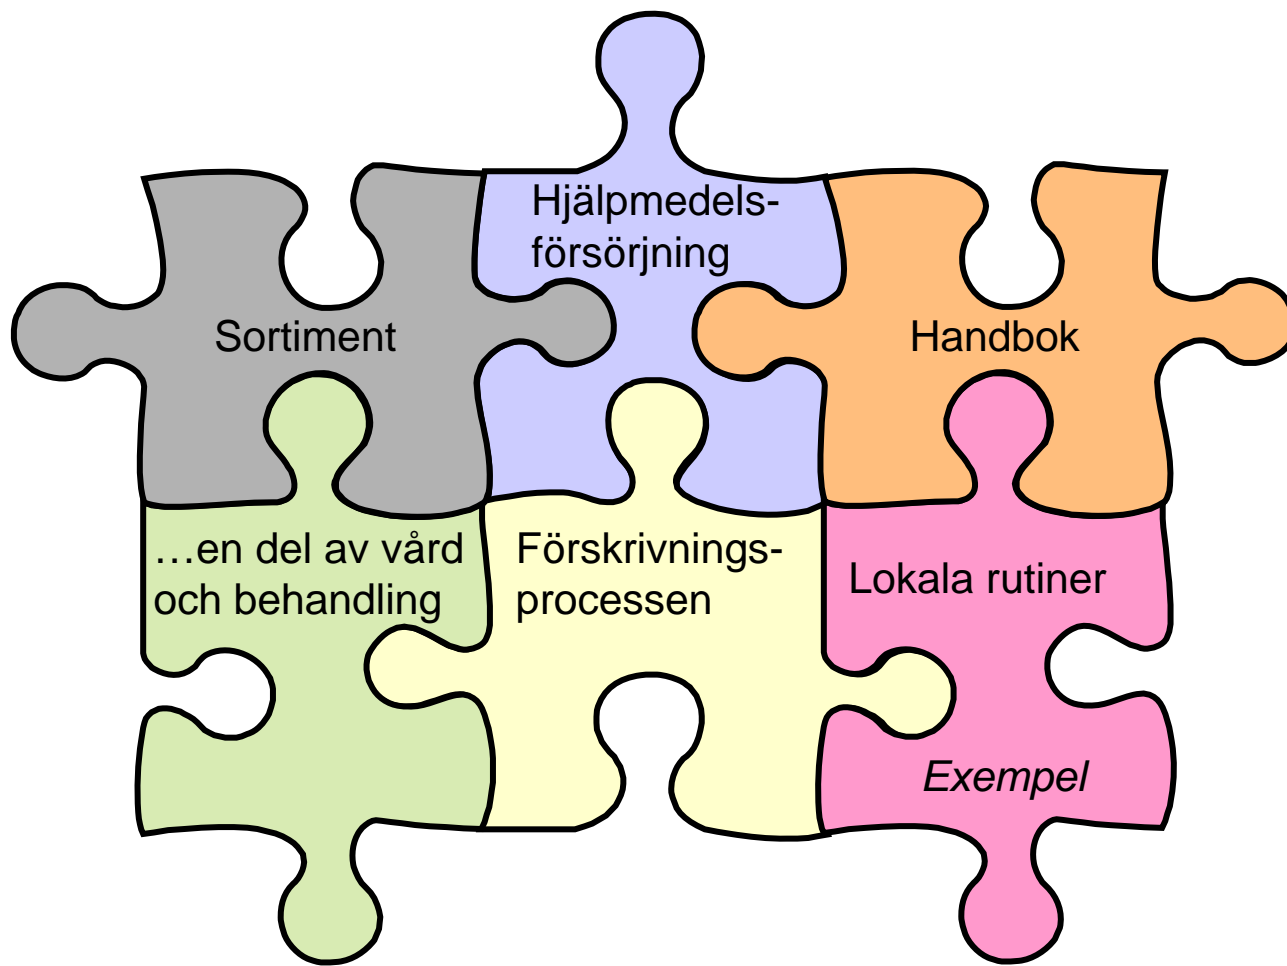 Hjälpmedels-
försörjning
Sortiment
Handbok
…en del av vård
och behandling
Förskrivnings-
processen
Lokala rutiner
Exempel